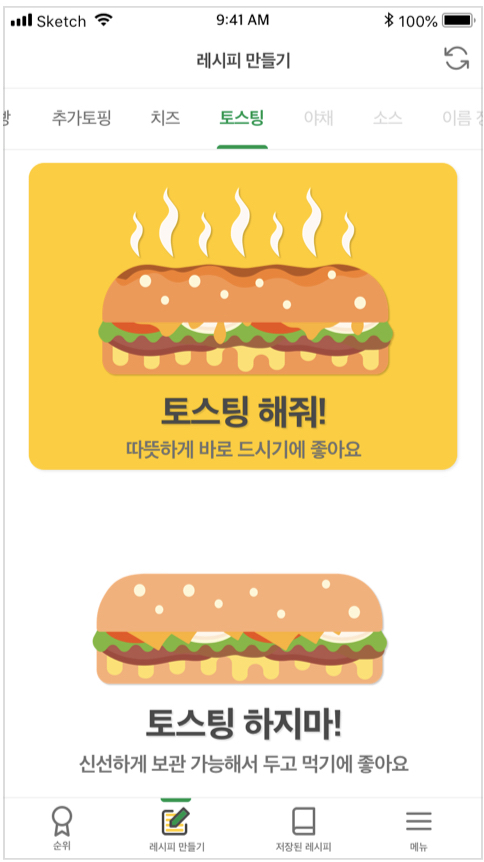 Sketch 9:41 AM 100%
레시피 만들기
추가토핑 치즈 토스팅 야채 소스 이름
토스팅 해줘!
따뜻하게 바로 드시기에 좋아요
토스팅 하지마!
신선하게 보관 가능해서 두고 먹기에 좋아요
순위 레시피 만들기 저장된 레시피 메뉴